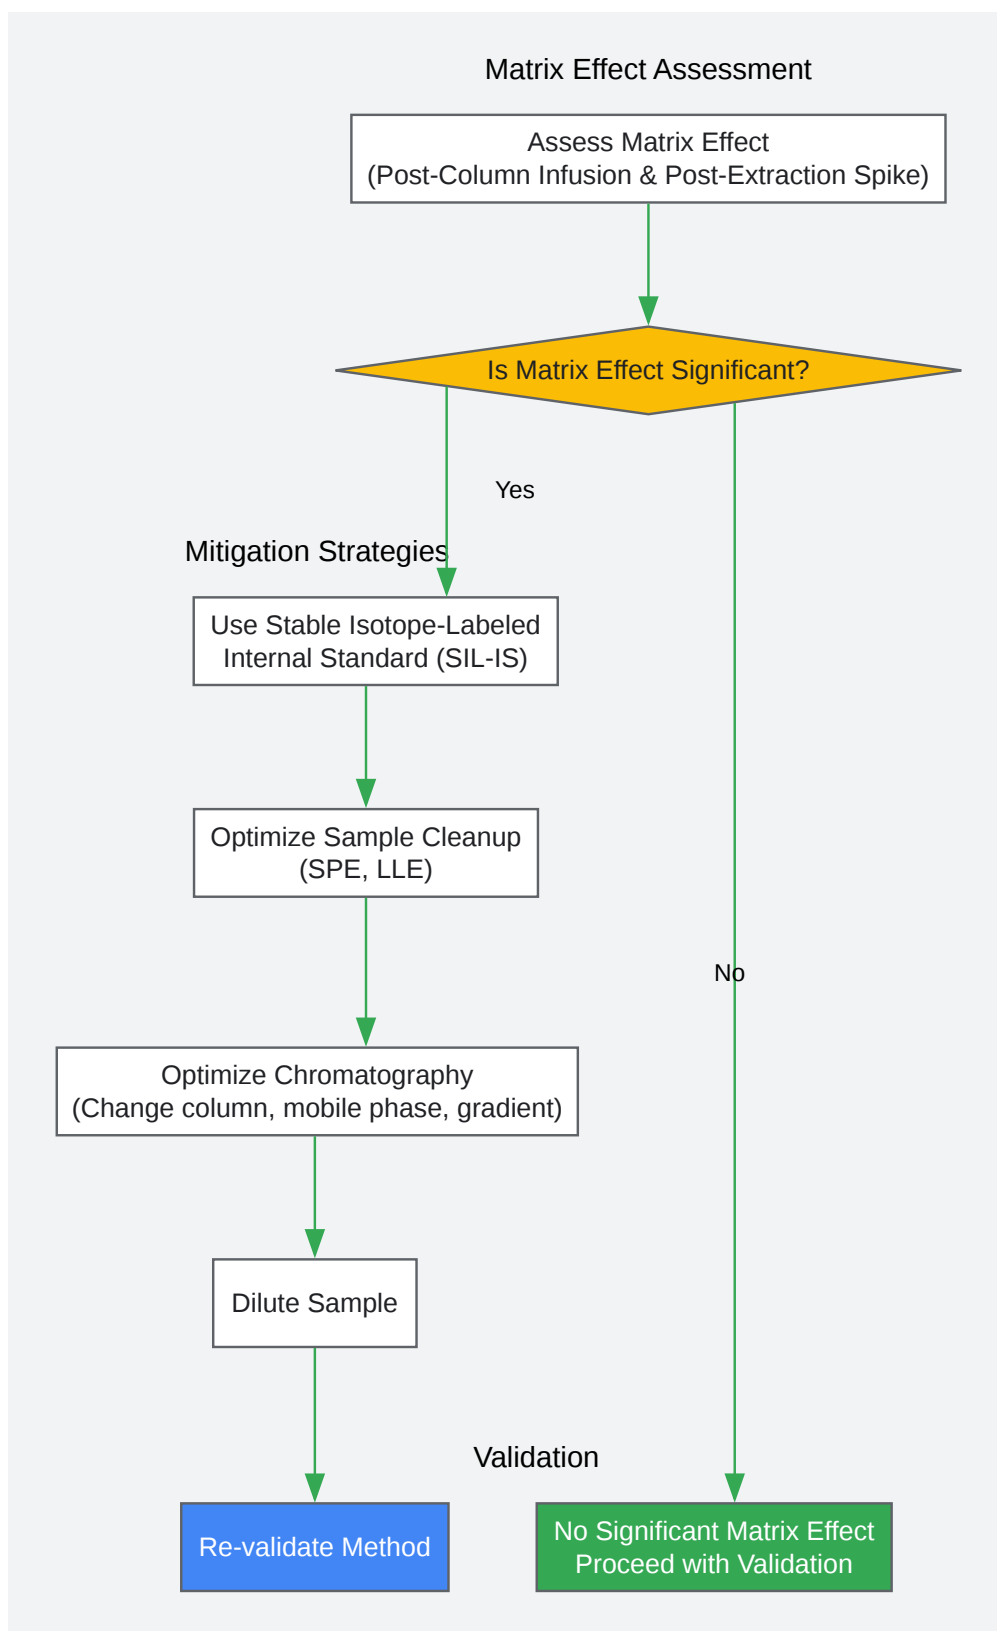 Matrix Effect Assessment
Assess Matrix Effect
(Post-Column Infusion & Post-Extraction Spike)
Is Matrix Effect Significant?
Yes
Mitigation Strategies
Use Stable Isotope-Labeled
Internal Standard (SIL-IS)
Optimize Sample Cleanup
(SPE, LLE)
No
Optimize Chromatography
(Change column, mobile phase, gradient)
Dilute Sample
Validation
Re-validate Method
No Significant Matrix Effect
Proceed with Validation